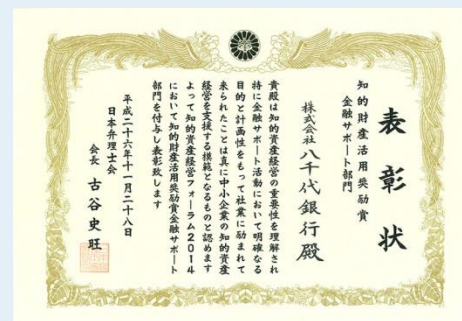 表彰状
知的財産活用奨励賞
金融サポート部門
株式会社八千代銀行殿
貴殿は知的資産経営の重要性を理解され
特に金融サポート活動において明確なる
目的と計画性をもって社業に励まれて
来られたことは真に中小企業の知的資産
経営を支援する模範となるものと認めます
よって知的資産経営フォーラム2014
において知的財産活用奨励賞金融サポート
部門を付与し表彰致します
平成二十六年十一月二十八日
日本弁理士会
会長 古谷史旺